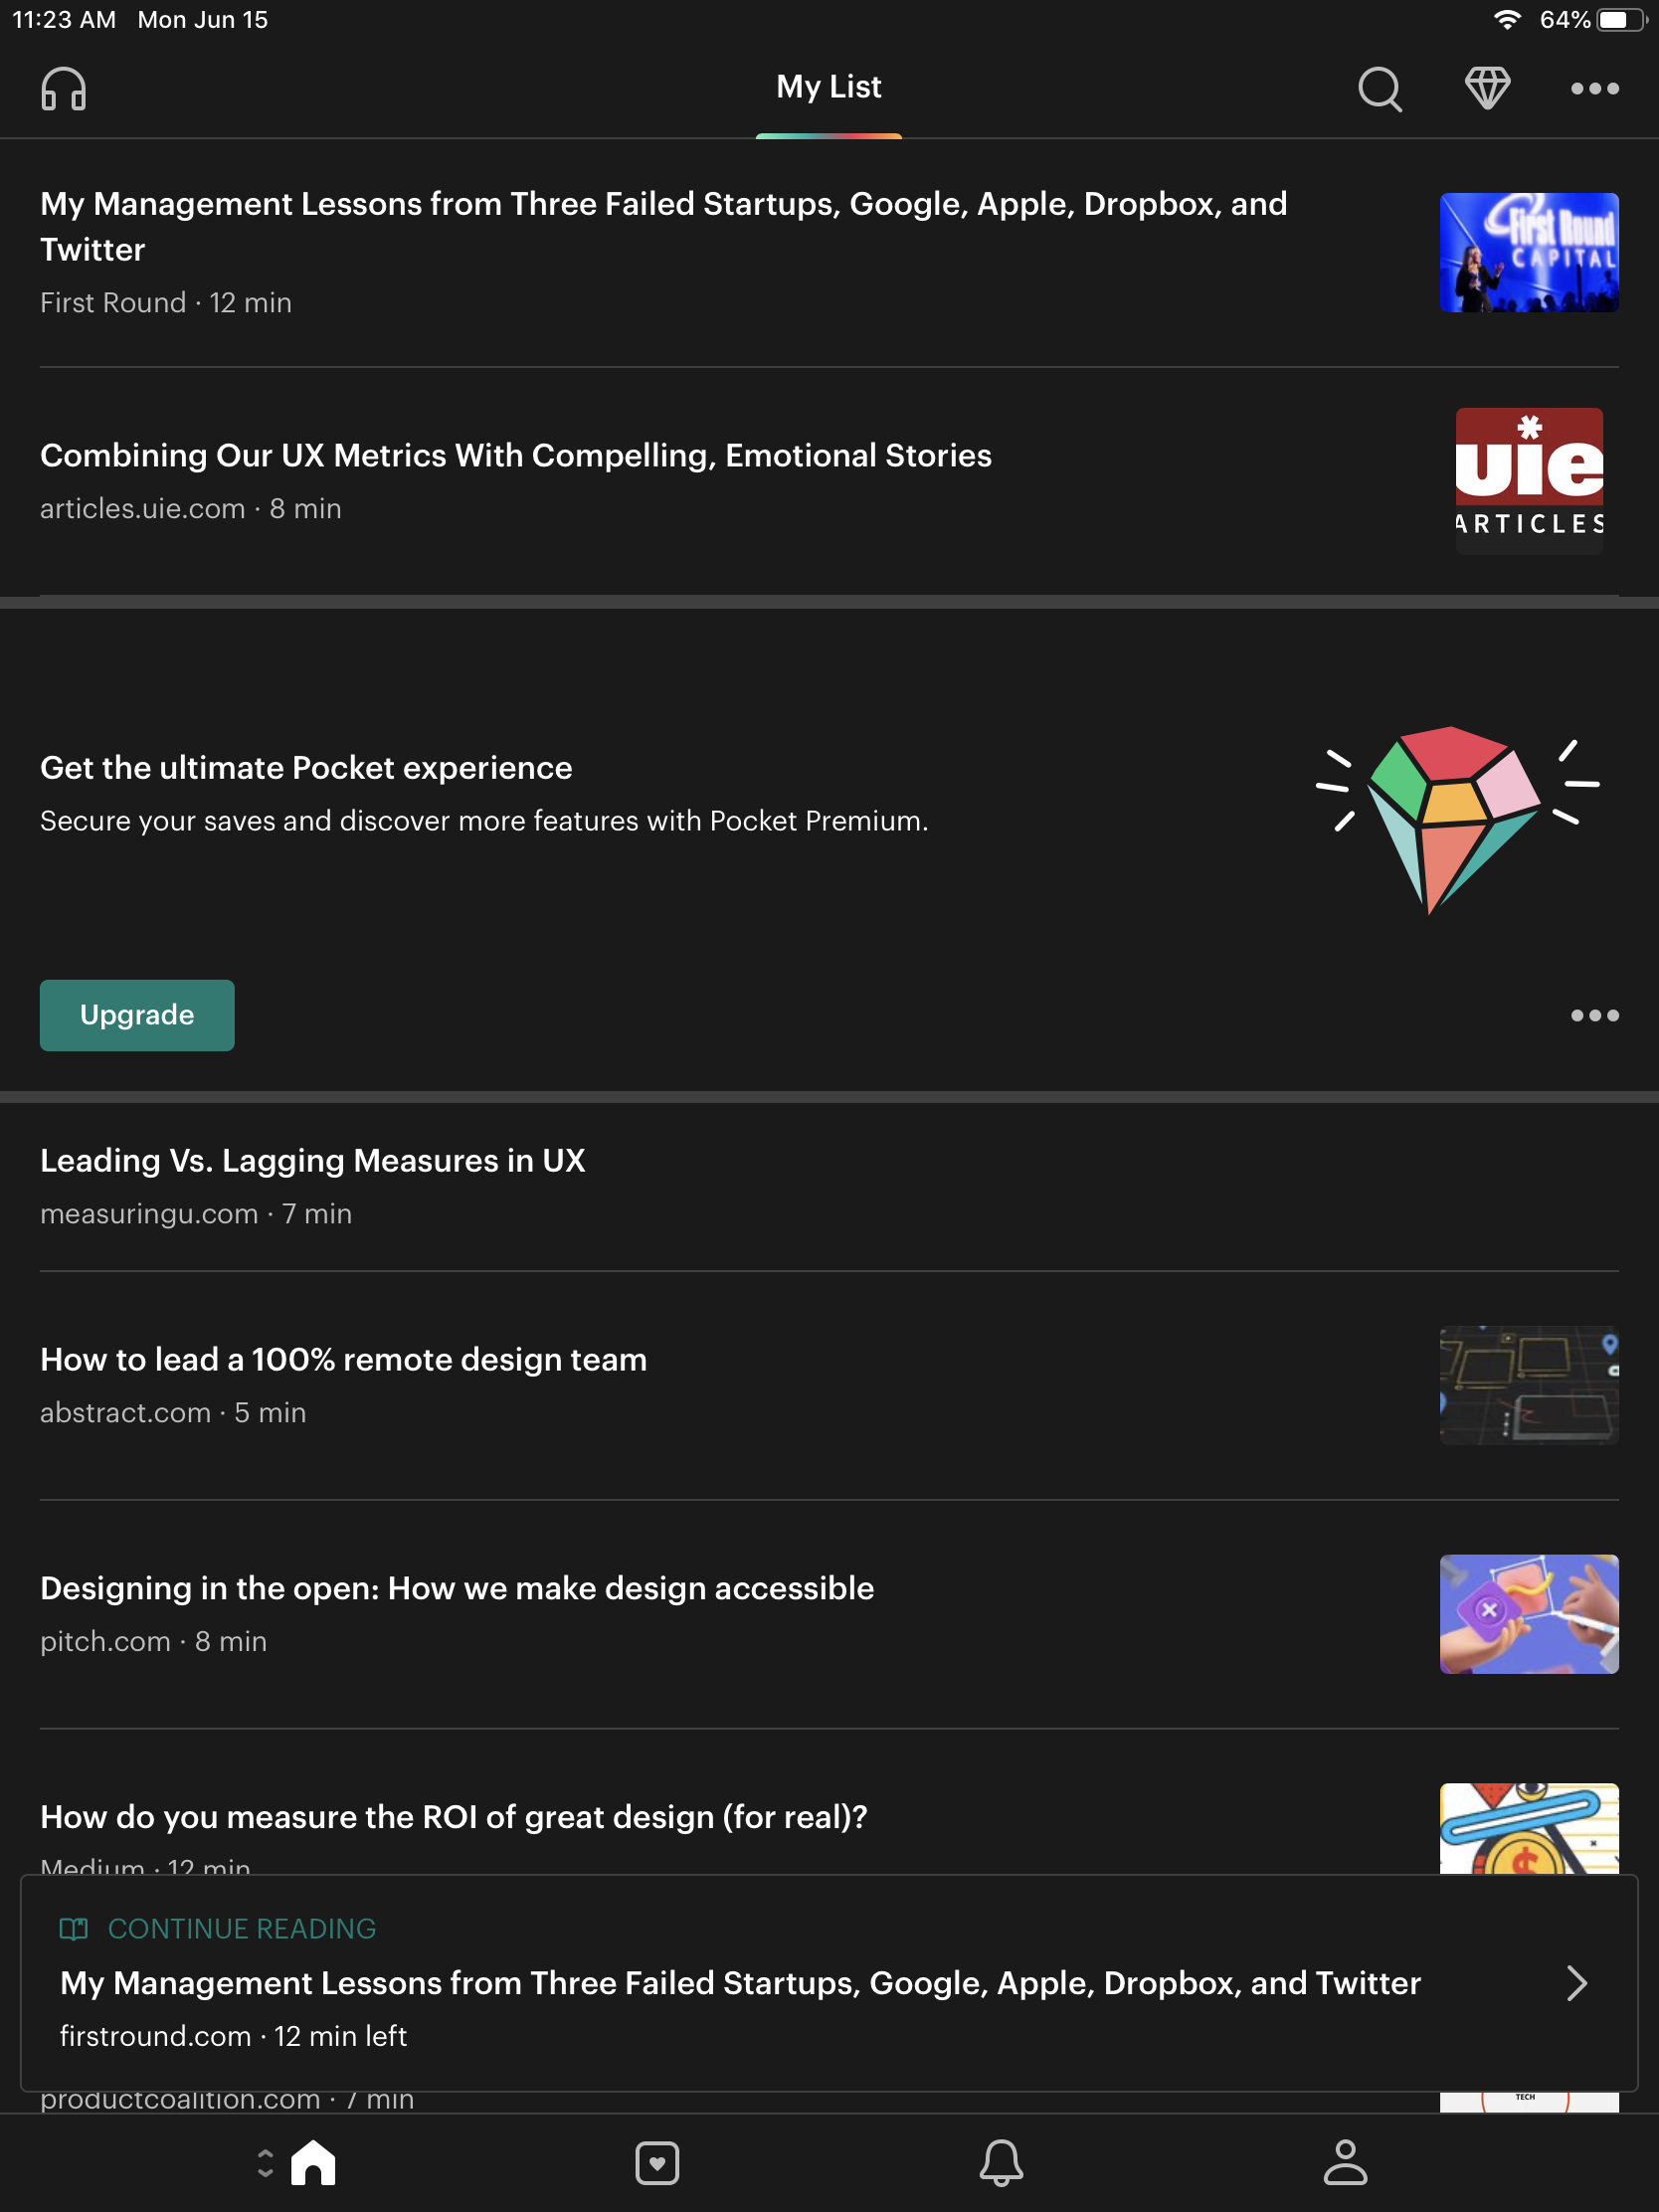 11:23 AM Mon Jun 15
64%
My List
My Management Lessons from Three Failed Startups, Google, Apple, Dropbox, and
Twitter
First Round · 12 min
First Round
CAPITAL
Combining Our UX Metrics With Compelling, Emotional Stories
articles.uie.com · 8 min
uie
ARTICLES
Get the ultimate Pocket experience
Secure your saves and discover more features with Pocket Premium.
Upgrade
Leading Vs. Lagging Measures in UX
measuringu.com · 7 min
How to lead a 100% remote design team
abstract.com · 5 min
Designing in the open: How we make design accessible
pitch.com · 8 min
How do you measure the ROI of great design (for real)?
Medium · 12 min
$
CONTINUE READING
My Management Lessons from Three Failed Startups, Google, Apple, Dropbox, and Twitter
firstround.com · 12 min left
productcoalition.com · 7 min
TECH